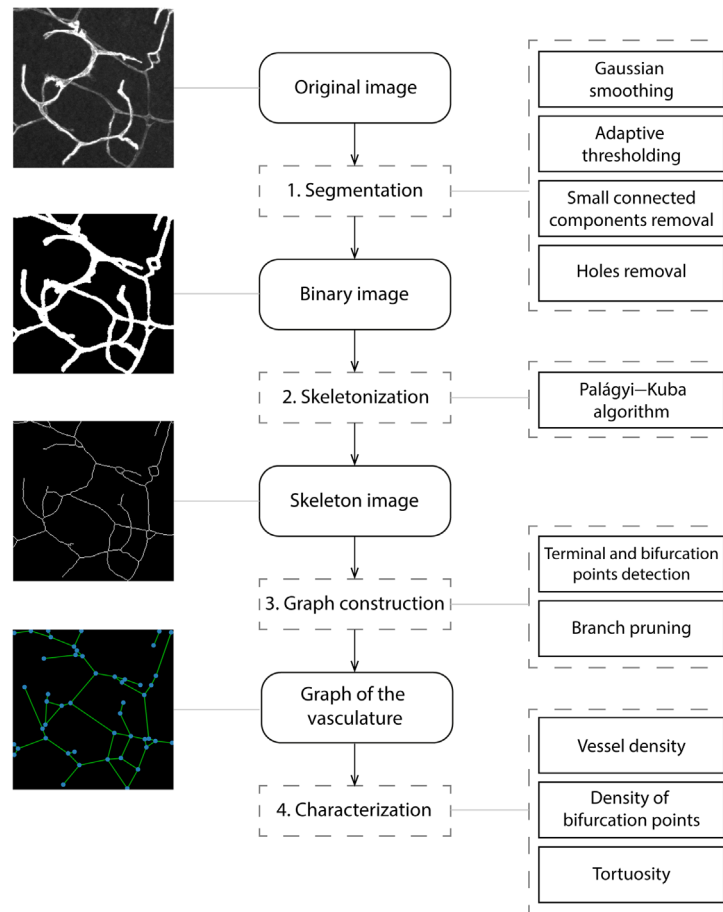 Original image
Gaussian
smoothing
Adaptive
thresholding
1. Segmentation
Small connected
components removal
Holes removal
Binary image
2. Skeletonization
Palágyi–Kuba
algorithm
Skeleton image
Terminal and bifurcation
points detection
3. Graph construction
Branch pruning
Graph of the
vasculature
Vessel density
4. Characterization
Density of
bifurcation points
Tortuosity